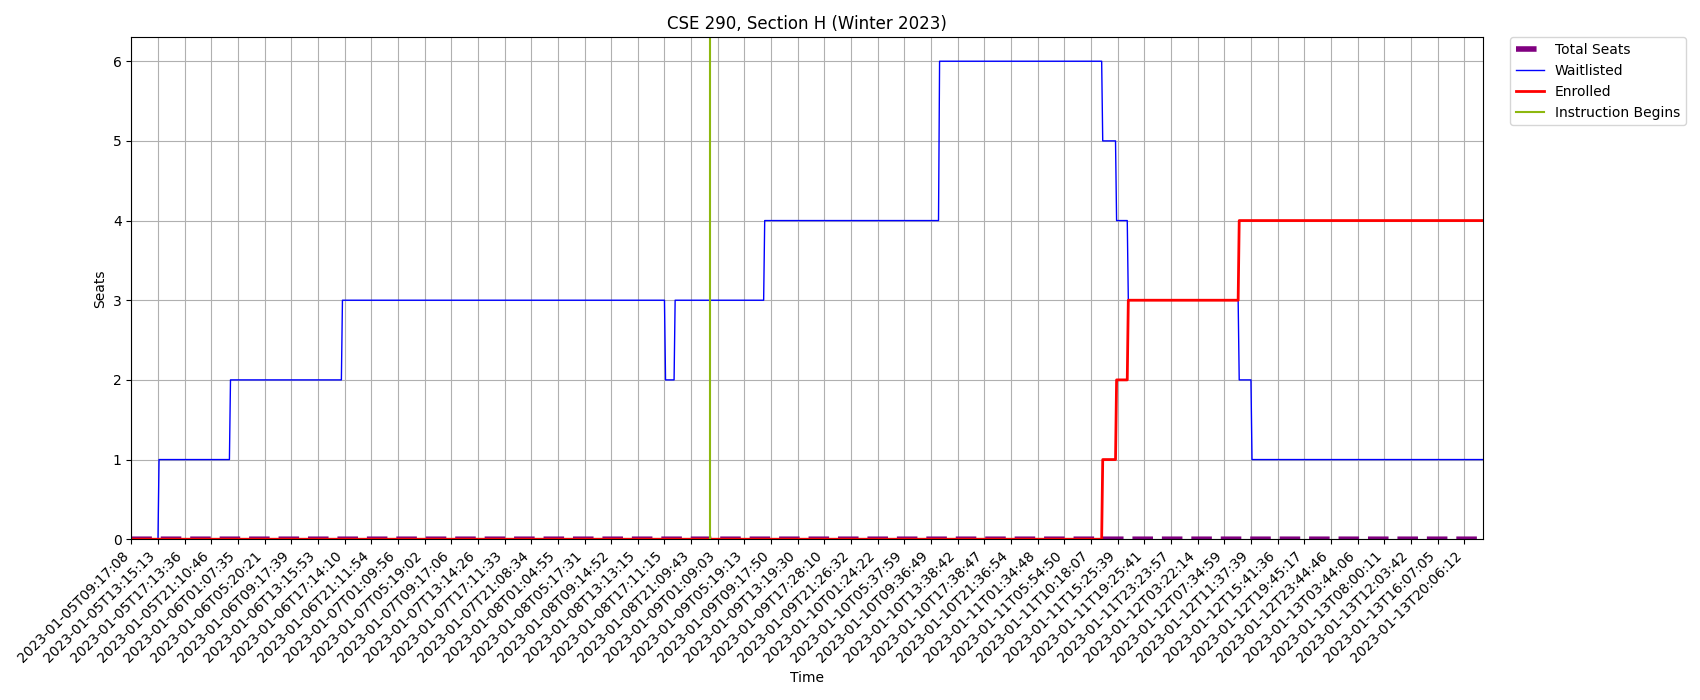 CSE 290, Section H (Winter 2023)
Total Seats
Waitlisted
Enrolled
Instruction Begins
Seats
6
5
4
3
2
1
0
2023-01-05T09:17:08
2023-01-05T13:15:13
2023-01-05T17:13:36
2023-01-05T21:10:46
2023-01-06T01:07:35
2023-01-06T05:20:21
2023-01-06T09:17:39
2023-01-06T13:15:53
2023-01-06T17:14:10
2023-01-06T21:11:54
2023-01-07T01:09:56
2023-01-07T05:19:02
2023-01-07T09:17:06
2023-01-07T13:14:26
2023-01-07T17:11:33
2023-01-07T21:08:34
2023-01-08T01:04:55
2023-01-08T05:17:31
2023-01-08T09:14:52
2023-01-08T13:13:15
2023-01-08T17:11:15
2023-01-08T21:09:43
2023-01-09T01:09:03
2023-01-09T05:19:13
2023-01-09T09:17:50
2023-01-09T13:19:30
2023-01-09T17:28:10
2023-01-09T21:26:32
2023-01-10T01:24:22
2023-01-10T05:37:59
2023-01-10T09:36:49
2023-01-10T13:38:42
2023-01-10T17:38:47
2023-01-10T21:36:54
2023-01-11T01:34:48
2023-01-11T05:54:50
2023-01-11T10:18:07
2023-01-11T15:25:39
2023-01-11T19:25:41
2023-01-11T23:23:57
2023-01-12T03:22:14
2023-01-12T07:34:59
2023-01-12T11:37:39
2023-01-12T15:41:36
2023-01-12T19:45:17
2023-01-12T23:44:46
2023-01-13T03:44:06
2023-01-13T08:00:11
2023-01-13T12:03:42
2023-01-13T16:07:05
2023-01-13T20:06:12
Time